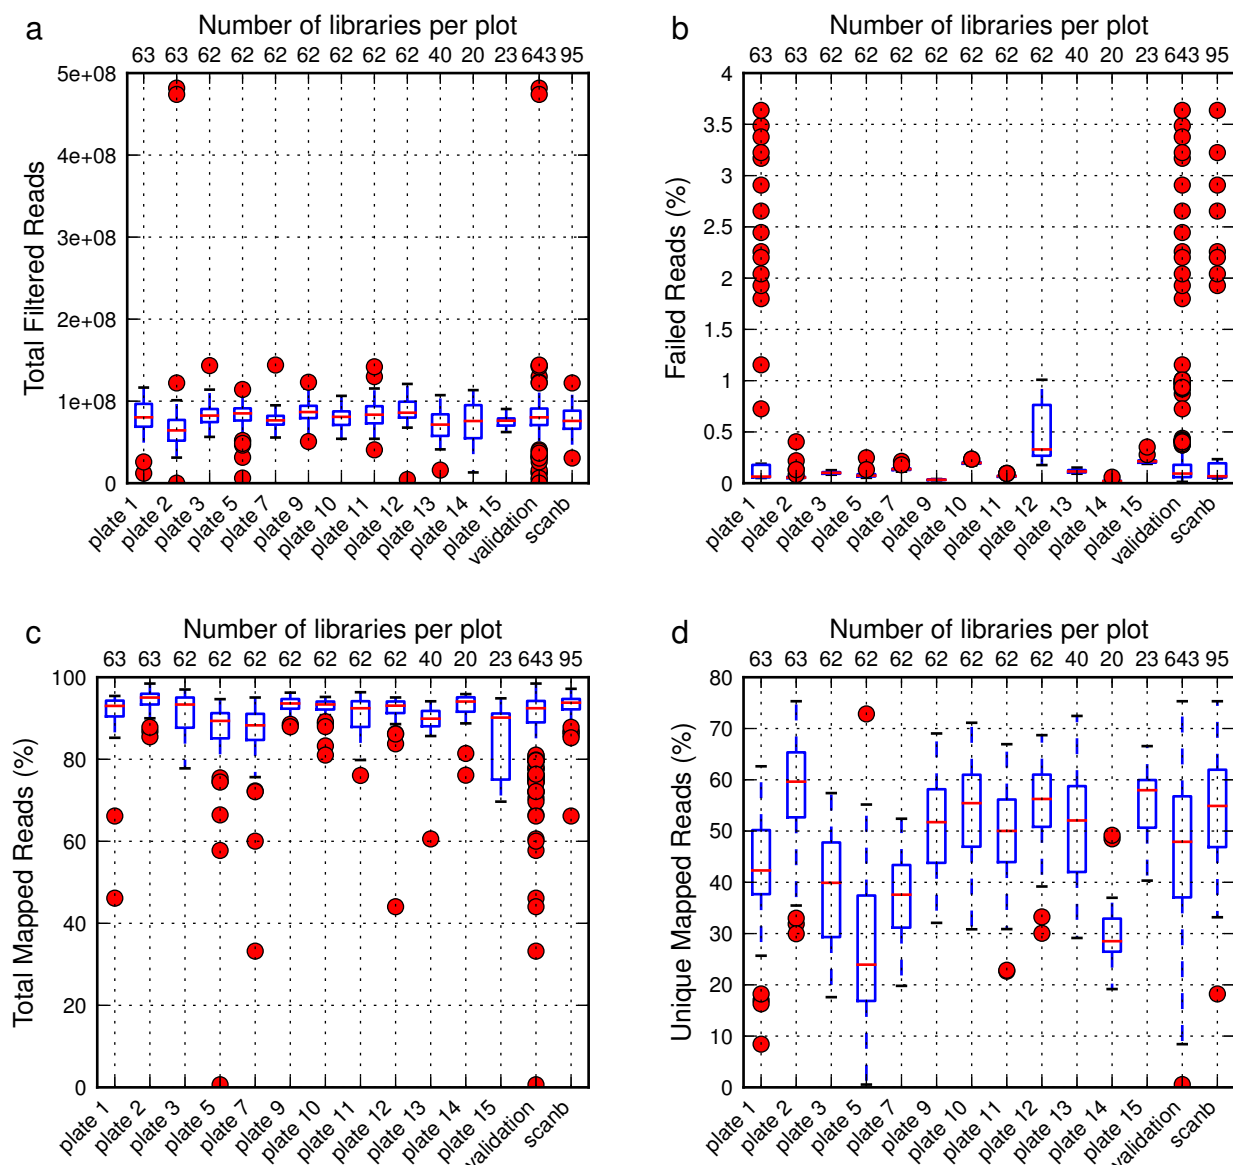 a
Number of libraries per plot
63 63 62 62 62 62 62 62 62 40 20 23 643 95
Total Filtered Reads
5e+08
4e+08
3e+08
2e+08
1e+08
0
plate 1
plate 2
plate 3
plate 5
plate 7
plate 9
plate 10
plate 11
plate 12
plate 13
plate 14
plate 15
validation
scanb
b
Number of libraries per plot
63 63 62 62 62 62 62 62 62 40 20 23 643 95
Failed Reads (%)
4
3.5
3
2.5
2
1.5
1
0.5
0
plate 1
plate 2
plate 3
plate 5
plate 7
plate 9
plate 10
plate 11
plate 12
plate 13
plate 14
plate 15
validation
scanb
c
Number of libraries per plot
63 63 62 62 62 62 62 62 62 40 20 23 643 95
Total Mapped Reads (%)
100
80
60
40
20
0
plate 1
plate 2
plate 3
plate 5
plate 7
plate 9
plate 10
plate 11
plate 12
plate 13
plate 14
plate 15
validation
scanb
d
Number of libraries per plot
63 63 62 62 62 62 62 62 62 40 20 23 643 95
Unique Mapped Reads (%)
80
70
60
50
40
30
20
10
0
plate 1
plate 2
plate 3
plate 5
plate 7
plate 9
plate 10
plate 11
plate 12
plate 13
plate 14
plate 15
validation
scanb